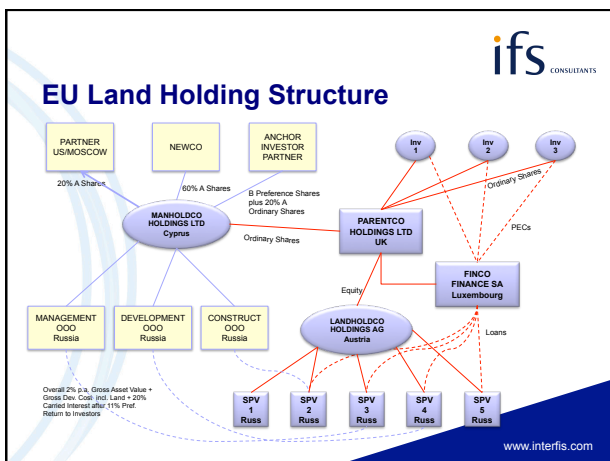 ifs CONSULTANTS
EU Land Holding Structure
PARTNER
US/MOSCOW
NEWCO
ANCHOR
INVESTOR
PARTNER
Inv
1
Inv
2
Inv
3
20% A Shares
60% A Shares
B Preference Shares
plus 20% A
Ordinary Shares
Ordinary Shares
MANHOLDCO
HOLDINGS LTD
Cyprus
Ordinary Shares
PARENTCO
HOLDINGS LTD
UK
PECs
FINCO
FINANCE SA
Luxembourg
Equity
MANAGEMENT
OOO
Russia
DEVELOPMENT
OOO
Russia
CONSTRUCT
OOO
Russia
LANDHOLDCO
HOLDINGS AG
Austria
Loans
Overall 2% p.a, Gross Asset Value +
Gross Dev. Cost incl. Land + 20%
Carried Interest after 11% Pref.
Return to Investors
SPV
1
Russ
SPV
2
Russ
SPV
3
Russ
SPV
4
Russ
SPV
5
Russ
www.interfis.com